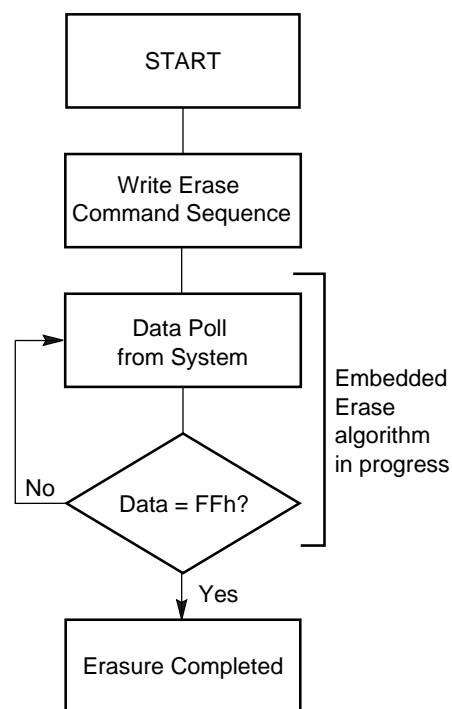 START
Write Erase
Command Sequence
Data Poll
from System
Embedded
Erase
algorithm
in progress
No
Data = FFh?
Yes
Erasure Completed